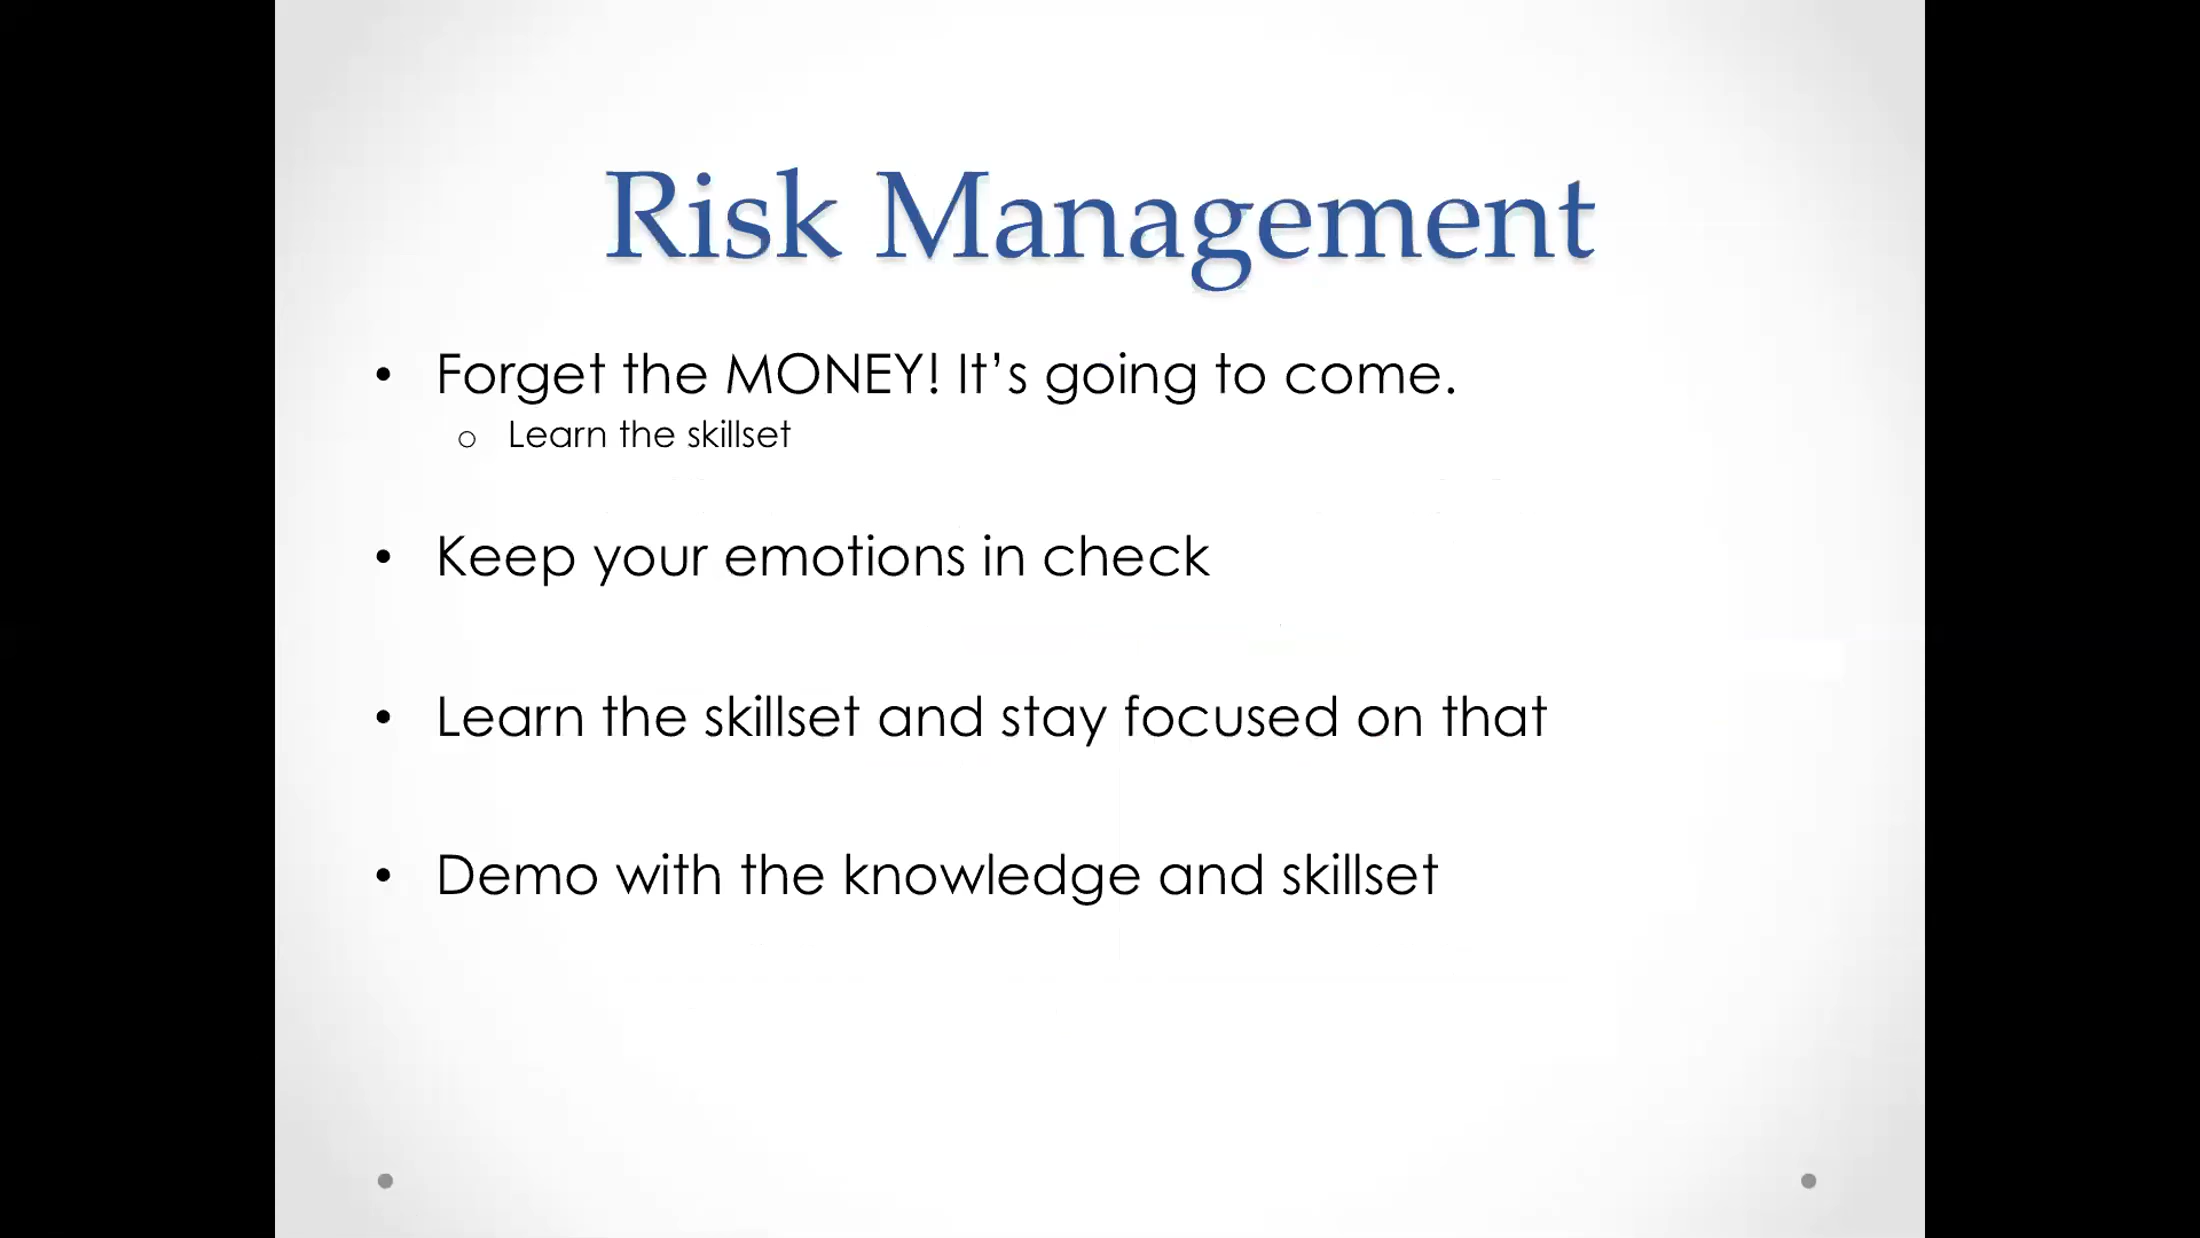 Risk Management
• Forget the MONEY! It’s going to come.
o Learn the skillset
• Keep your emotions in check
• Learn the skillset and stay focused on that
• Demo with the knowledge and skillset